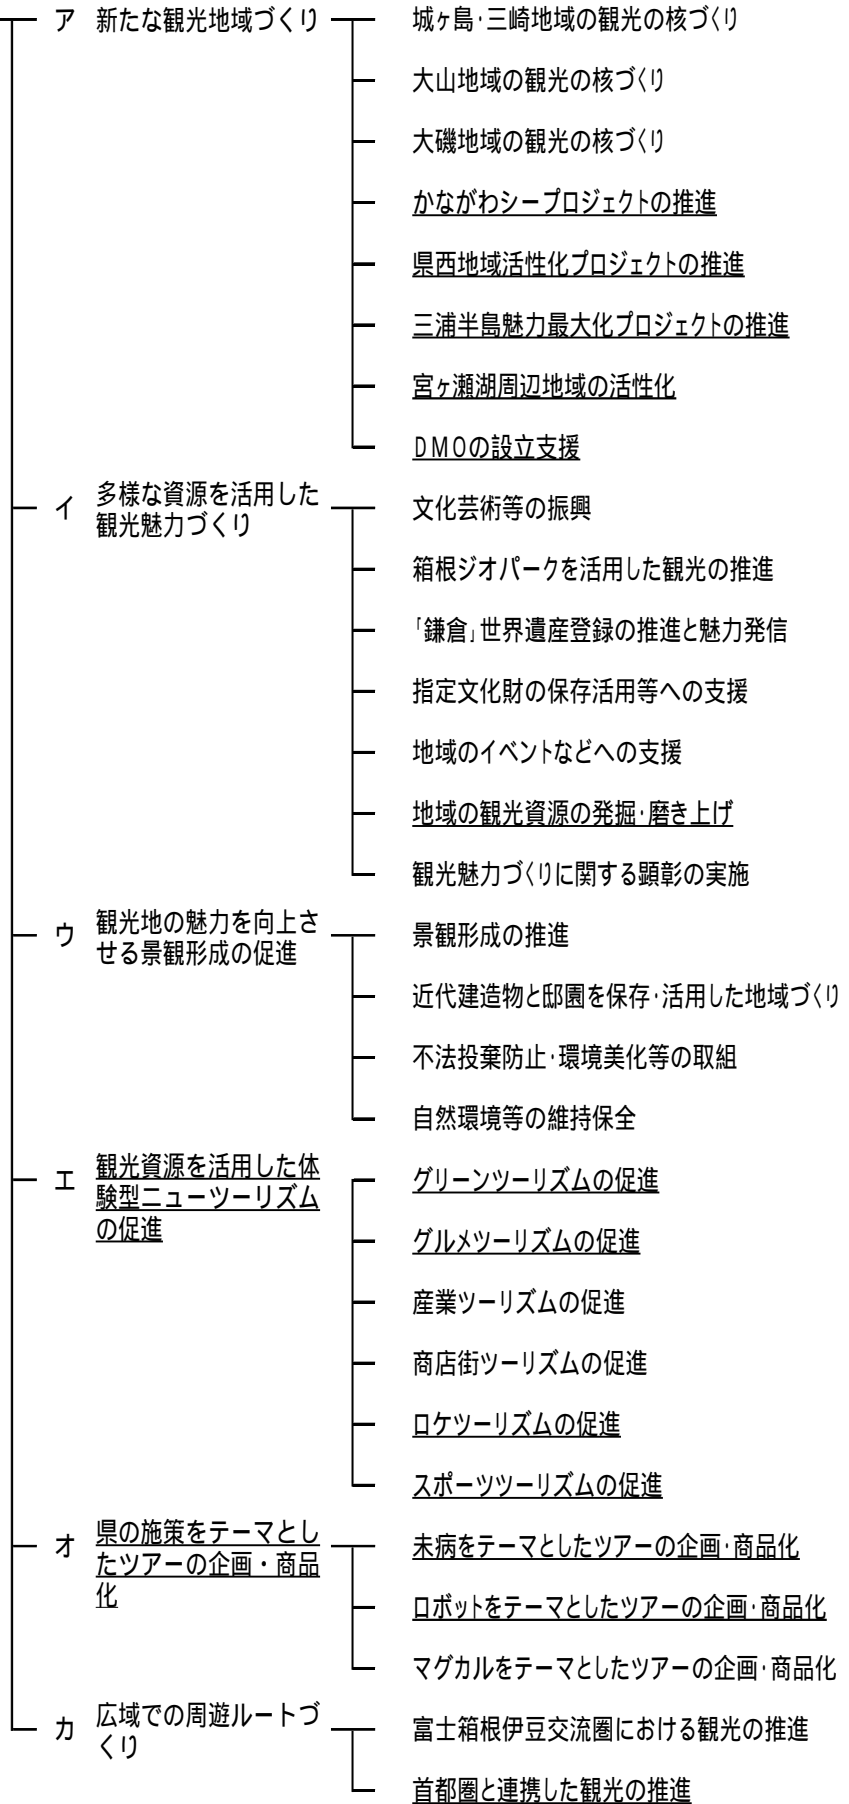 ア 新たな観光地域づくり
城ヶ島・三崎地域の観光の核づくり
大山地域の観光の核づくり
大磯地域の観光の核づくり
かながわシープロジェクトの推進
県西地域活性化プロジェクトの推進
三浦半島魅力最大化プロジェクトの推進
宮ヶ瀬湖周辺地域の活性化
DMOの設立支援
イ 多様な資源を活用した
観光魅力づくり
文化芸術等の振興
箱根ジオパークを活用した観光の推進
「鎌倉」世界遺産登録の推進と魅力発信
指定文化財の保存活用等への支援
地域のイベントなどへの支援
地域の観光資源の発掘・磨き上げ
観光魅力づくりに関する顕彰の実施
ウ 観光地の魅力を向上さ
せる景観形成の促進
景観形成の推進
近代建造物と邸園を保存・活用した地域づくり
不法投棄防止・環境美化等の取組
自然環境等の維持保全
エ 観光資源を活用した体
験型ニューツーリズム
の促進
グリーンツーリズムの促進
グルメツーリズムの促進
産業ツーリズムの促進
商店街ツーリズムの促進
ロケツーリズムの促進
スポーツツーリズムの促進
オ 県の施策をテーマとし
たツアーの企画・商品
化
未病をテーマとしたツアーの企画・商品化
ロボットをテーマとしたツアーの企画・商品化
マグカルをテーマとしたツアーの企画・商品化
カ 広域での周遊ルートづ
くり
富士箱根伊豆交流圏における観光の推進
首都圏と連携した観光の推進